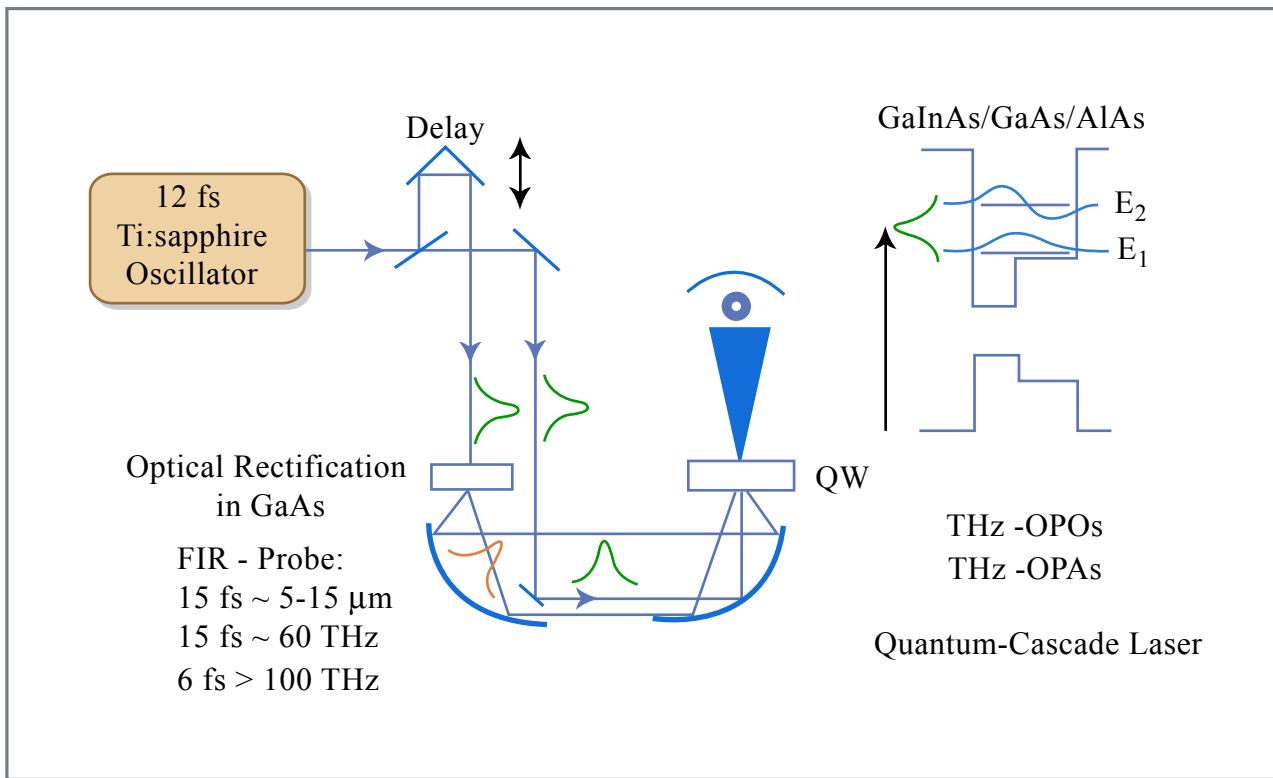 Delay
12 fs
Ti:sapphire
Oscillator
GaInAs/GaAs/AlAs
E2
E1
Optical Rectification
in GaAs
QW
FIR - Probe:
15 fs ~ 5-15 μm
15 fs ~ 60 THz
6 fs > 100 THz
THz -OPOs
THz -OPAs
Quantum-Cascade Laser